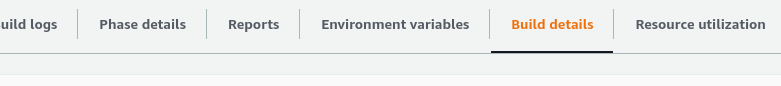 uild logs Phase details Reports Environment variables Build details Resource utilization